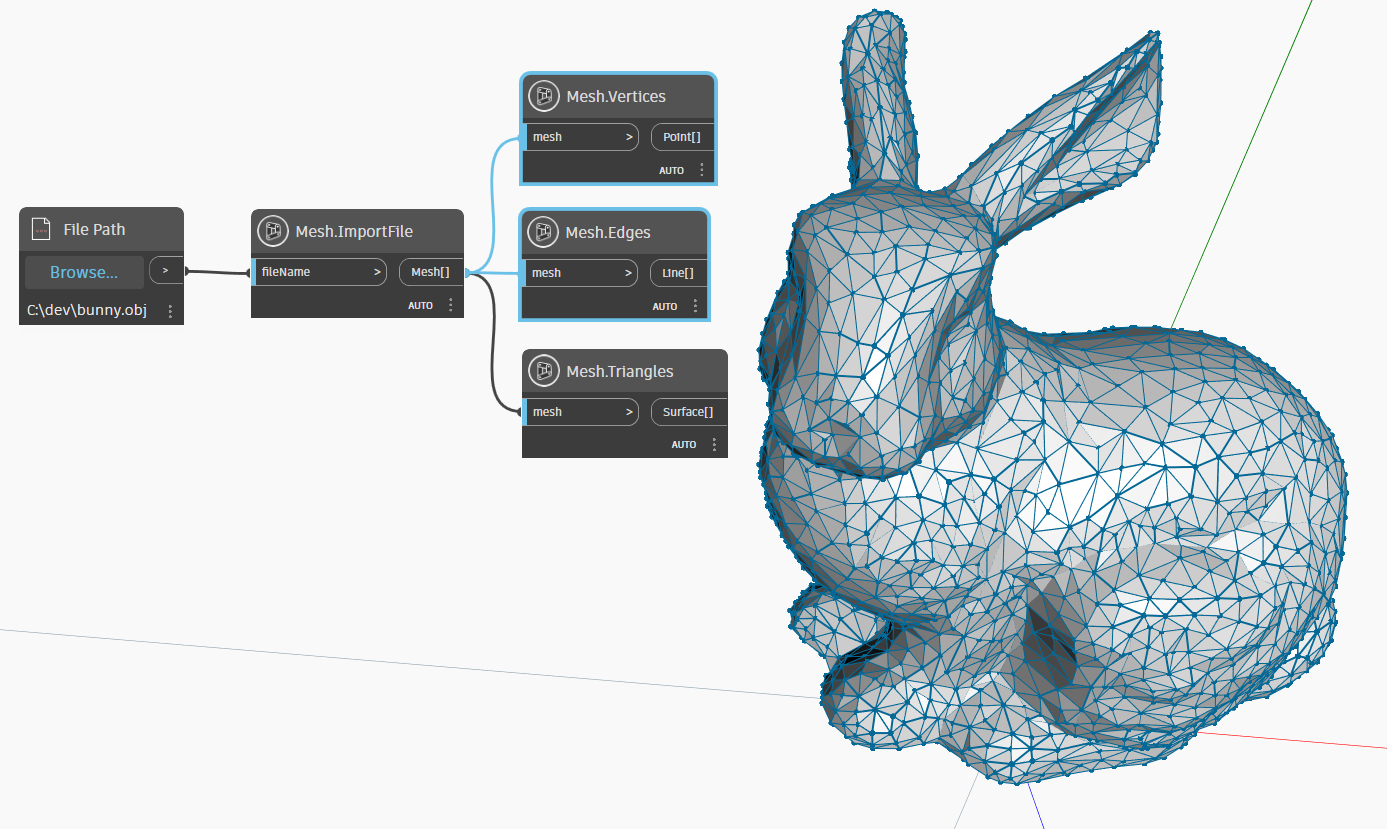 File Path
Browse...
>
C:\dev\bunny.obj
Mesh.ImportFile
fileName > Mesh[]
AUTO
Mesh.Vertices
mesh > Point[]
AUTO
Mesh.Edges
mesh > Line[]
AUTO
Mesh.Triangles
mesh > Surface[]
AUTO